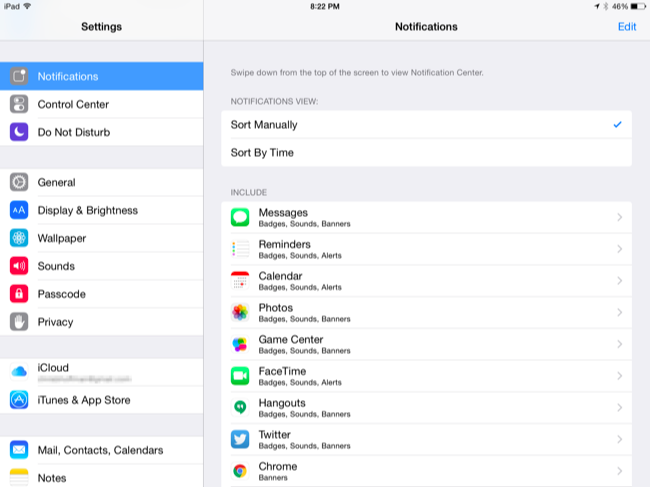 iPad
8:22 PM
46%
Settings
Notifications
Edit
Notifications
Control Center
Do Not Disturb
General
AA
Display & Brightness
Wallpaper
Sounds
Passcode
Privacy
iCloud
iTunes & App Store
Mail, Contacts, Calendars
Notes
Swipe down from the top of the screen to view Notification Center.
NOTIFICATIONS VIEW:
Sort Manually
Sort By Time
INCLUDE
Messages
Badges, Sounds, Banners
Reminders
Badges, Sounds, Alerts
Calendar
Badges, Sounds, Alerts
Photos
Badges, Sounds, Banners
Game Center
Badges, Sounds, Banners
FaceTime
Badges, Sounds, Alerts
Hangouts
Badges, Sounds, Banners
Twitter
Badges, Sounds, Banners
Chrome
Banners